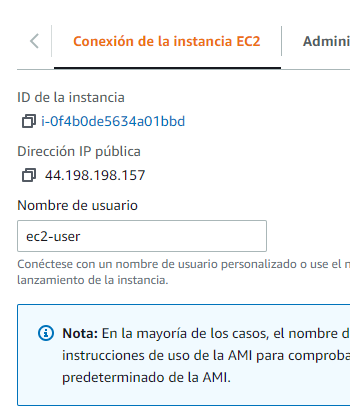 Conexión de la instancia EC2
Admini
ID de la instancia
i-0f4b0de5634a01bbd
Dirección IP pública
44.198.198.157
Nombre de usuario
ec2-user
Conéctese con un nombre de usuario personalizado o use el n
lanzamiento de la instancia.
Nota: En la mayoría de los casos, el nombre d
instrucciones de uso de la AMI para comproba
predeterminado de la AMI.